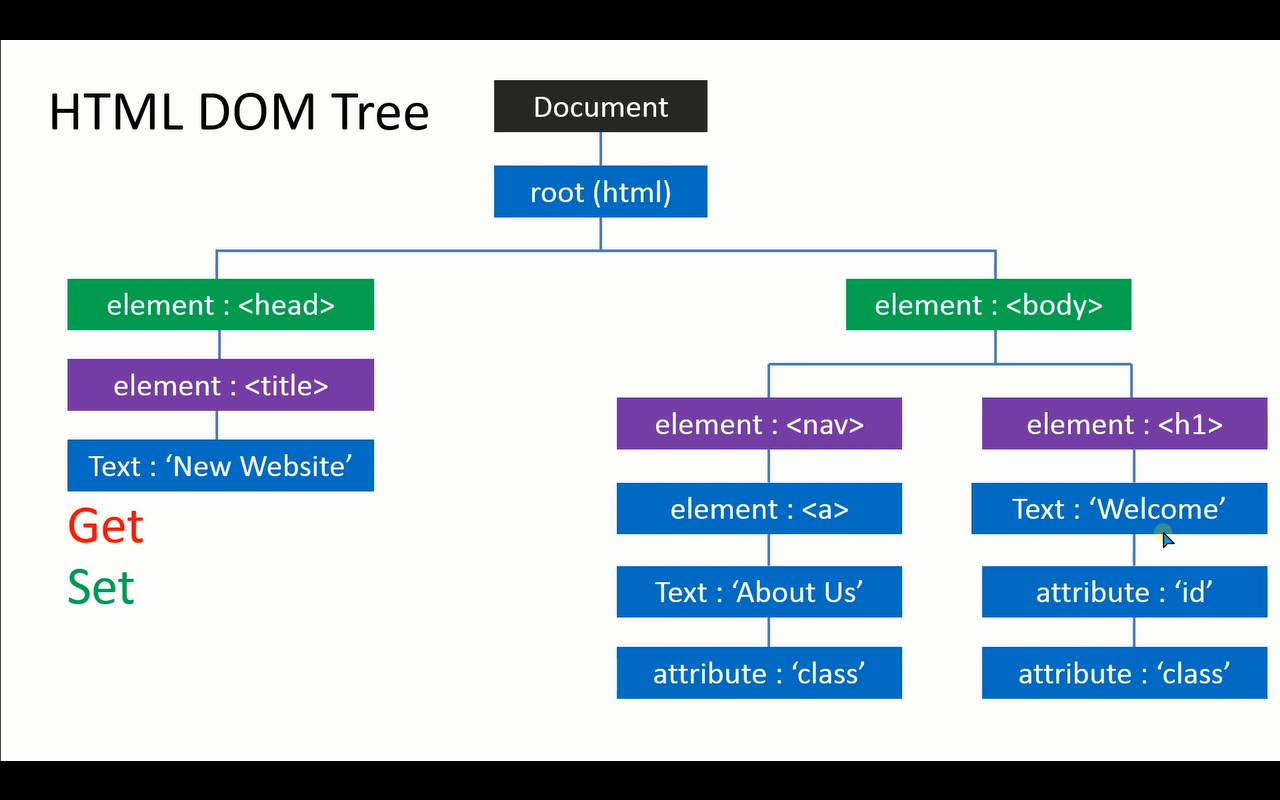 HTML DOM Tree
Document
root (html)
element : <head>
element : <body>
element : <title>
element : <nav>
element : <h1>
Text : ‘New Website’
element : <a>
Text : ‘Welcome’
Get
Set
Text : ‘About Us’
attribute : ‘id’
attribute : ‘class’
attribute : ‘class’